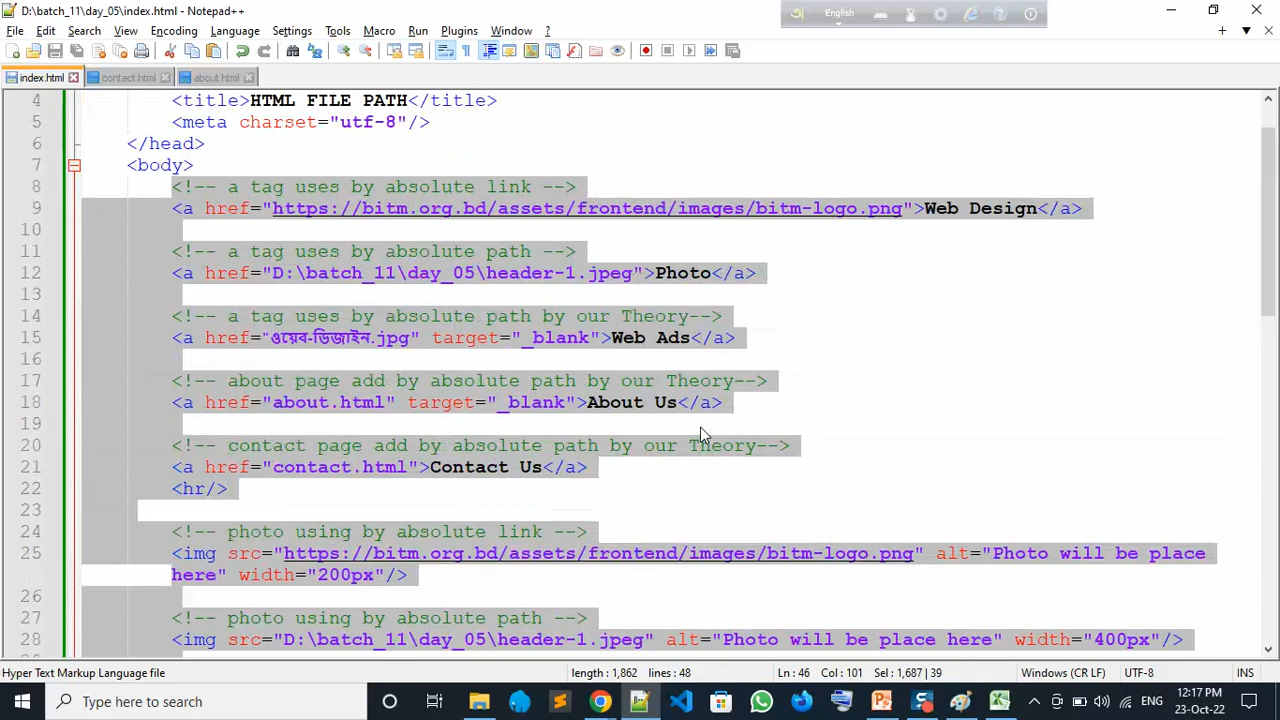 D:\batch_11\day_05\index.html - Notepad++
English
File Edit Search View Encoding Language Settings Tools Macro Run Plugins Window ?
index.html contact.html about.html
4 <title>HTML FILE PATH</title>
5 <meta charset="utf-8"/>
6 </head>
7 <body>
8 <!-- a tag uses by absolute link -->
9 <a href="https://bitm.org.bd/assets/frontend/images/bitm-logo.png">Web Design</a>
10
11 <!-- a tag uses by absolute path -->
12 <a href="D:\batch_11\day_05\header-1.jpeg">Photo</a>
13
14 <!-- a tag uses by absolute path by our Theory-->
15 <a href="ওয়েব-ডিজাইন.jpg" target="_blank">Web Ads</a>
16
17 <!-- about page add by absolute path by our Theory-->
18 <a href="about.html" target="_blank">About Us</a>
19
20 <!-- contact page add by absolute path by our Theory-->
21 <a href="contact.html">Contact Us</a>
22 <hr/>
23
24 <!-- photo using by absolute link -->
25 <img src="https://bitm.org.bd/assets/frontend/images/bitm-logo.png" alt="Photo will be place
here" width="200px"/>
26
27 <!-- photo using by absolute path -->
28 <img src="D:\batch_11\day_05\header-1.jpeg" alt="Photo will be place here" width="400px"/>
Hyper Text Markup Language file length : 1,862 lines : 48 Ln : 46 Col : 101 Sel : 1,687 | 39 Windows (CR LF) UTF-8 INS
Type here to search
ENG
12:17 PM
23-Oct-22